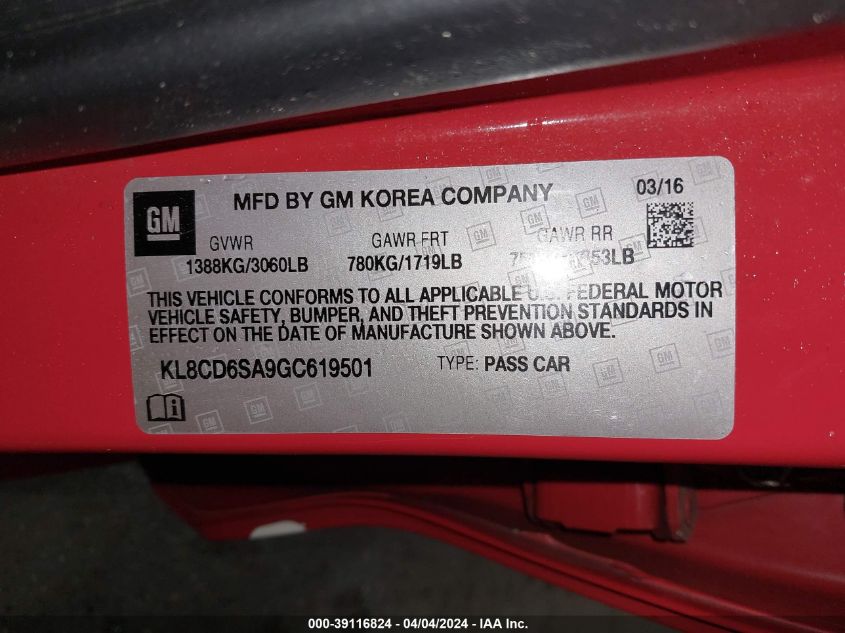 GM
MFD BY GM KOREA COMPANY
03/16
GVWR GAWR FRT GAWR RR
1388KG/3060LB 780KG/1719LB
THIS VEHICLE CONFORMS TO ALL APPLICABLE U.S. FEDERAL MOTOR
VEHICLE SAFETY, BUMPER, AND THEFT PREVENTION STANDARDS IN
EFFECT ON THE DATE OF MANUFACTURE SHOWN ABOVE.
KL8CD6SA9GC619501 TYPE: PASS CAR
000-39116824 - 04/04/2024 - IAA Inc.